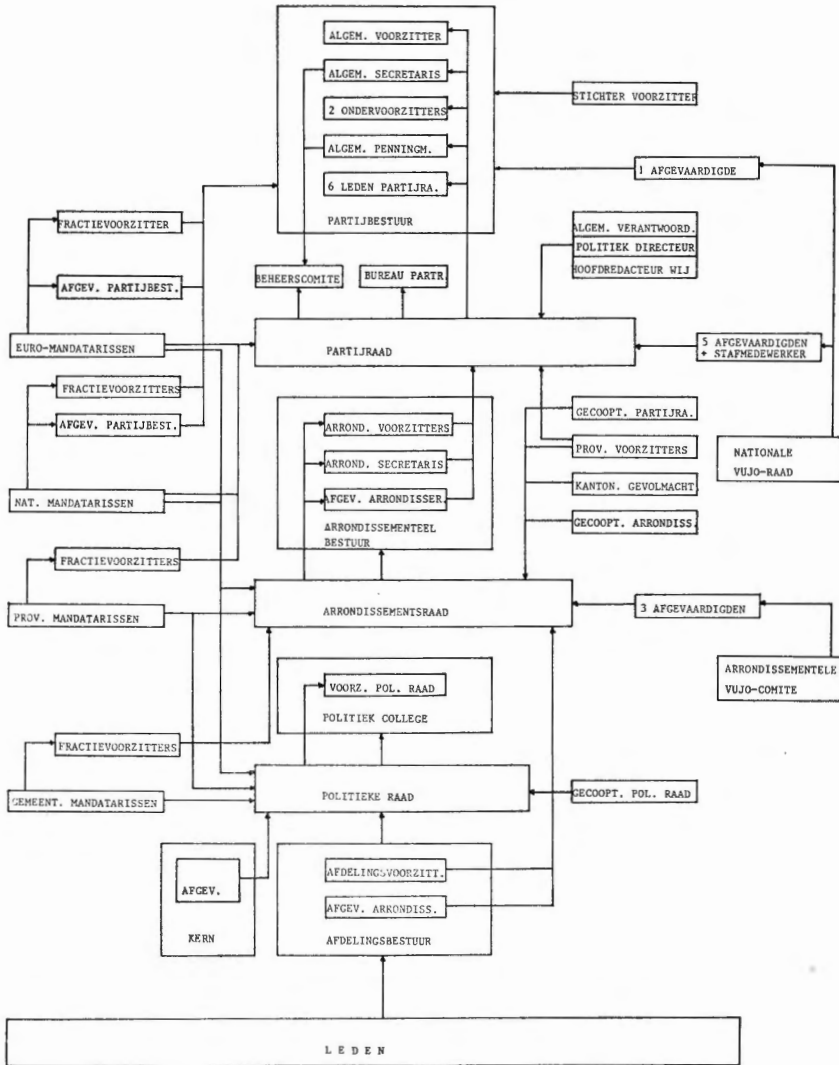 ALGEM. VOORZITTER
ALGEM. SECRETARIS
2 ONDERVOORZITTERS
ALGEM. PENNINGM.
6 LEDEN PARTIJRA.
PARTIJBESTUUR
STICHTER VOORZITTER
1 AFGEVAARDIGDE
FRACTIEVOORZITTER
AFGEV. PARTIJBEST.
EURO-MANDATARISSEN
ALGEM. VERANTWOORD.
POLITIEK DIRECTEUR
HOOFDREDACTEUR WIJ
BEHEERSCOMITE
BUREAU PARTR.
PARTIJRAAD
5 AFGEVAARDIGDEN
+ STAFMEDEWERKER
FRACTIEVOORZITTERS
AFGEV. PARTIJBEST.
NAT. MANDATARISSEN
ARROND. VOORZITTERS
ARROND. SECRETARIS.
AFGEV. ARRONDISSER.
ARRONDISSEMENTEEL
BESTUUR
GECOOPT. PARTIJRA.
PROV. VOORZITTERS
KANTON. GEVOLMACHT.
GECOOPT. ARRONDISS.
NATIONALE
VUJO-RAAD
FRACTIEVOORZITTERS
PROV. MANDATARISSEN
ARRONDISSEMENTSRAAD
3 AFGEVAARDIGDEN
ARRONDISSEMENTELE
VUJO-COMITE
VOORZ. POL. RAAD
POLITIEK COLLEGE
FRACTIEVOORZITTERS
GEMEENT. MANDATARISSEN
POLITIEKE RAAD
GECOOPT. POL. RAAD
AFGEV.
KERN
AFDELINGSVOORZITT.
AFGEV. ARRONDISS.
AFDELINGSBESTUUR
LEDEN